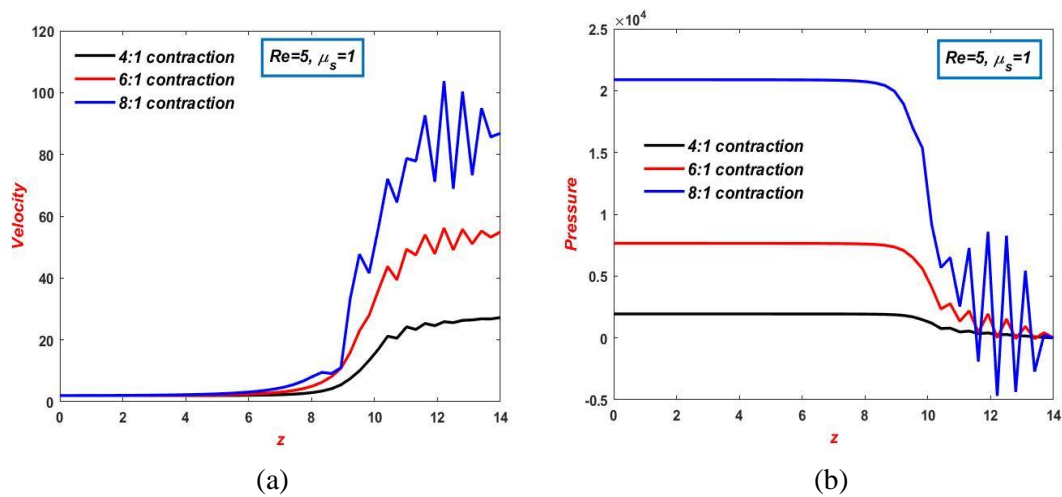 120
100
80
60
40
20
0
Velocity
0 2 4 6 8 10 12 14
z
4:1 contraction
6:1 contraction
8:1 contraction
Re=5, μs=1
(a)
×10⁴
2.5
2
1.5
1
0.5
0
-0.5
Pressure
0 2 4 6 8 10 12 14
z
Re=5, μs=1
4:1 contraction
6:1 contraction
8:1 contraction
(b)